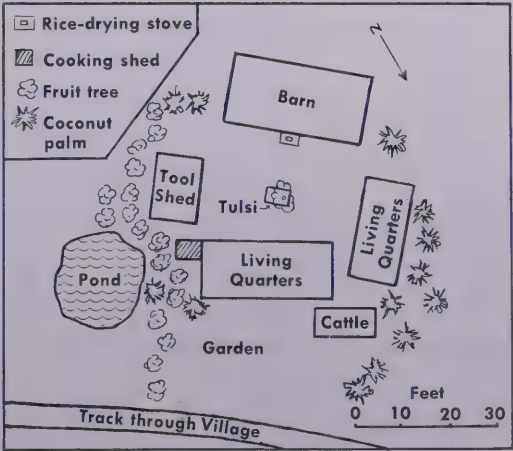 Rice-drying stove
Cooking shed
Fruit tree
Coconut
palm
N
Barn
Tool
Shed
Tulsi
Living
Quarters
Living
Quarters
Pond
Cattle
Garden
Feet
0 10 20 30
Track through Village